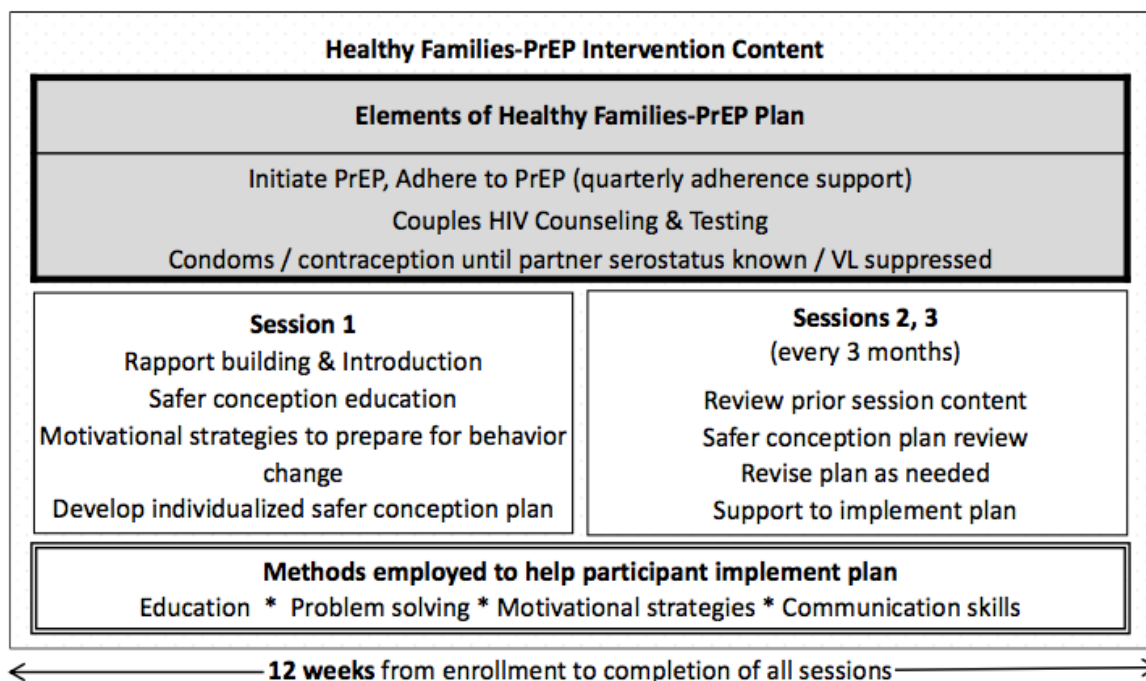 Healthy Families-PrEP Intervention Content
Elements of Healthy Families-PrEP Plan
Initiate PrEP, Adhere to PrEP (quarterly adherence support)
Couples HIV Counseling & Testing
Condoms / contraception until partner serostatus known / VL suppressed
Session 1
Rapport building & Introduction
Safer conception education
Motivational strategies to prepare for behavior
change
Develop individualized safer conception plan
Sessions 2, 3
(every 3 months)
Review prior session content
Safer conception plan review
Revise plan as needed
Support to implement plan
Methods employed to help participant implement plan
Education * Problem solving * Motivational strategies * Communication skills
12 weeks from enrollment to completion of all sessions